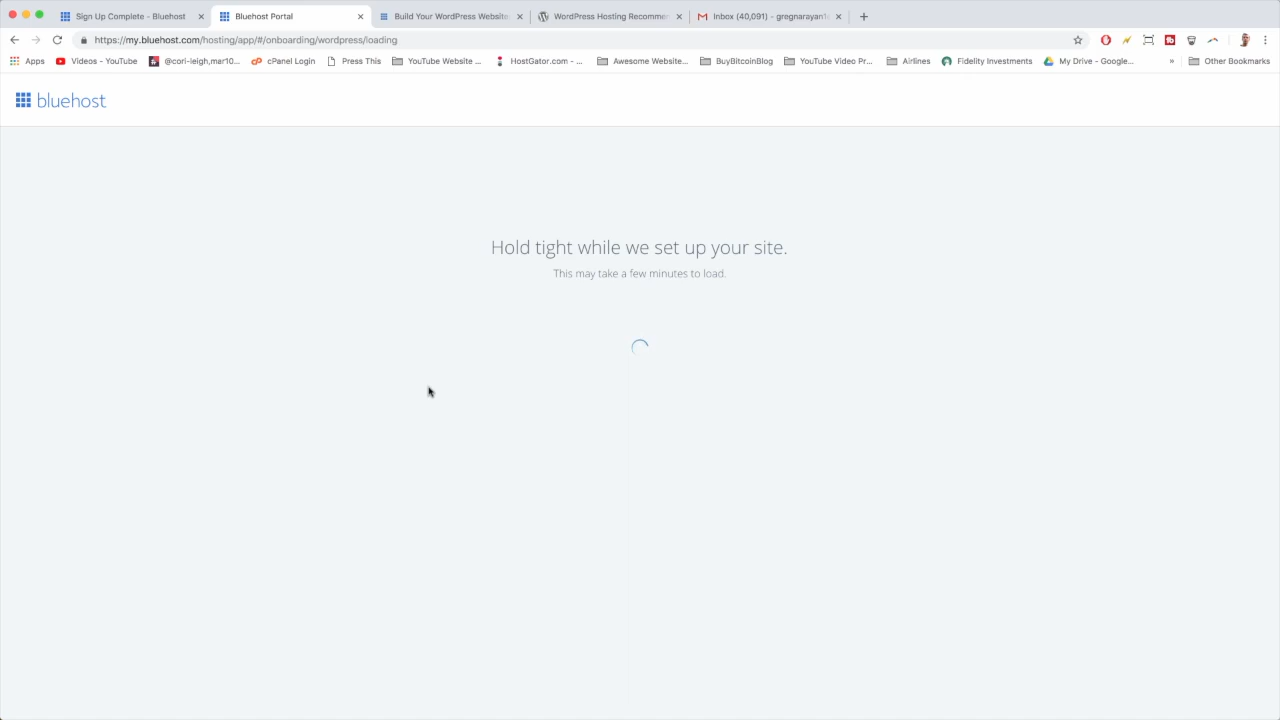 Sign Up Complete - Bluehost
Bluehost Portal
Build Your WordPress Website
WordPress Hosting Recommen
Inbox (40,091) - gregnarayan1
https://my.bluehost.com/hosting/app/#/onboarding/wordpress/loading
Apps
Videos - YouTube
@cori-leigh,mar10...
cPanel Login
Press This
YouTube Website ...
HostGator.com - ...
Awesome Website...
BuyBitcoinBlog
YouTube Video Pr...
Airlines
Fidelity Investments
My Drive - Google...
»
Other Bookmarks
bluehost
Hold tight while we set up your site.
This may take a few minutes to load.